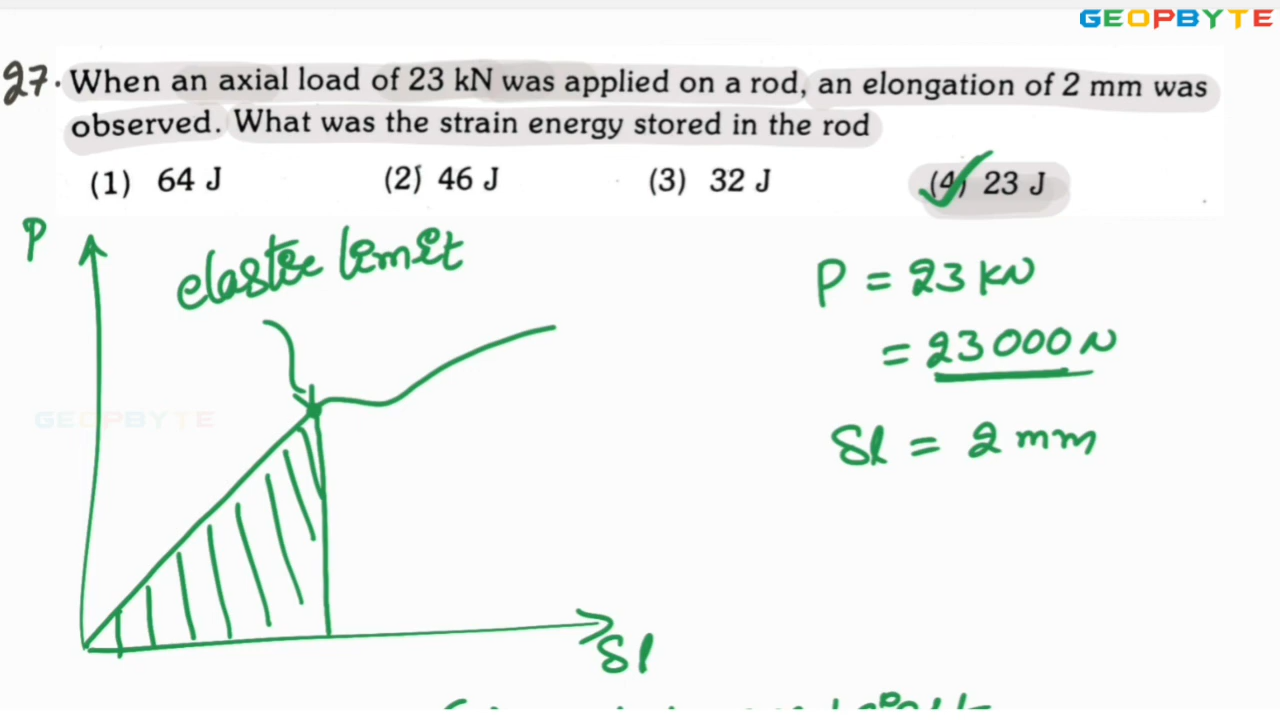 GEOPBYTE
27. When an axial load of 23 kN was applied on a rod, an elongation of 2 mm was
observed. What was the strain energy stored in the rod
(1) 64 J (2) 46 J (3) 32 J (4) 23 J
P
elastic limit
P = 23 kN
= 23000 N
GEOPBYTE
δl = 2 mm
δl